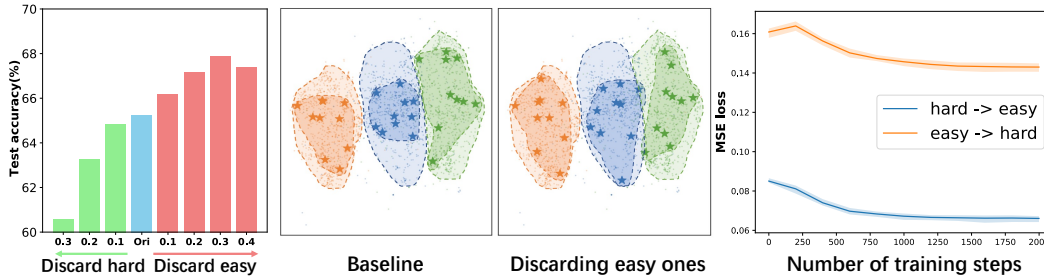 Test accuracy(%)
70
68
66
64
62
60
0.3 0.2 0.1 Ori 0.1 0.2 0.3 0.4
Discard hard Discard easy
Baseline
Discarding easy ones
MSE loss
0.16
0.14
0.12
0.10
0.08
0.06
hard -> easy
easy -> hard
0 250 500 750 1000 1250 1500 1750 200
Number of training steps